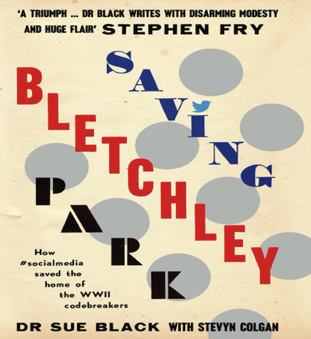 'A TRIUMPH ... DR BLACK WRITES WITH DISARMING MODESTY
AND HUGE FLAIR' STEPHEN FRY
SAVING
BLETCHLEY
PARK
How
#socialmedia
saved the
home of
the WWII
codebreakers
DR SUE BLACK WITH STEVYN COLGAN